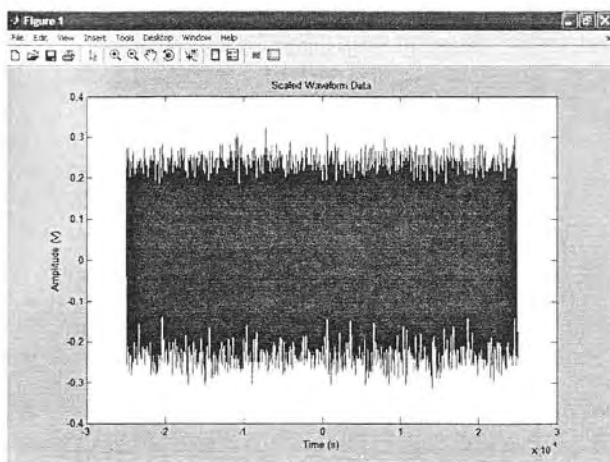 Figure 1
File Edit View Insert Tools Desktop Window Help
Scaled Waveform Data
0.4
0.3
0.2
0.1
0
-0.1
-0.2
-0.3
-0.4
Amplitude (V)
-3 -2 -1 0 1 2 3
Time (s)